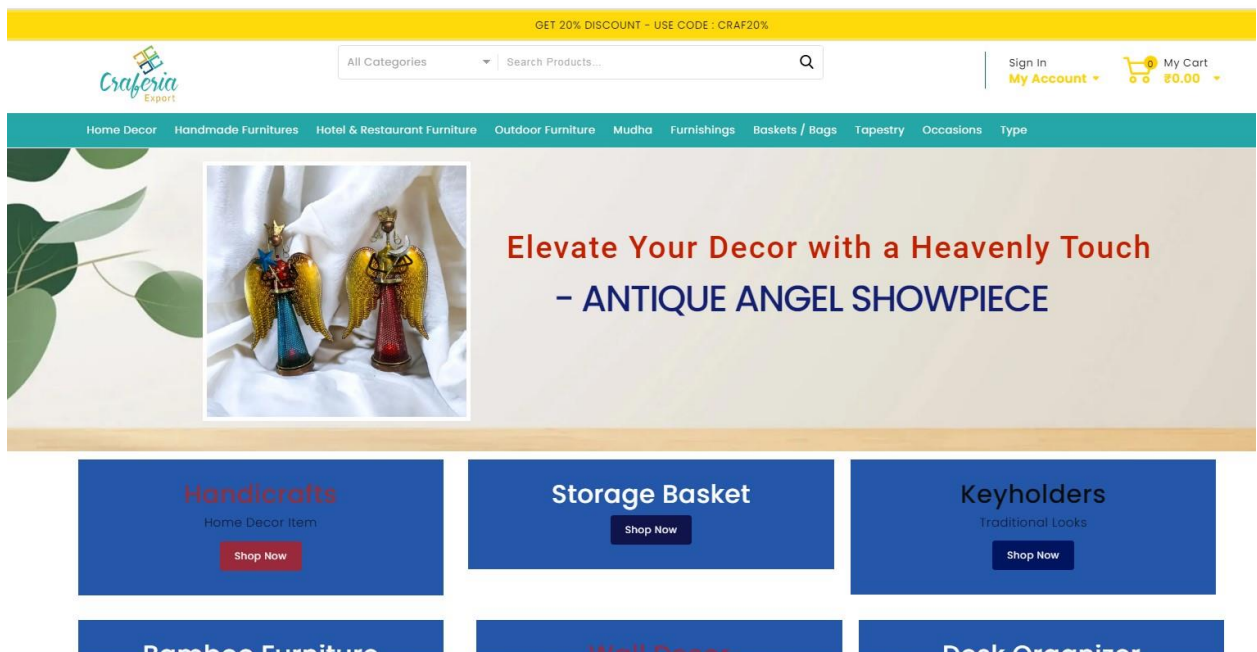 GET 20% DISCOUNT - USE CODE : CRAF20%
Craferia
Export
All Categories
Search Products...
Sign In
My Account
0
My Cart
₹0.00
Home Decor Handmade Furnitures Hotel & Restaurant Furniture Outdoor Furniture Mudha Furnishings Baskets / Bags Tapestry Occasions Type
Elevate Your Decor with a Heavenly Touch
- ANTIQUE ANGEL SHOWPIECE
Handicrafts
Home Decor Item
Shop Now
Storage Basket
Shop Now
Keyholders
Traditional Looks
Shop Now
Bamboo Furniture
Wall Decor
Desk Organizer